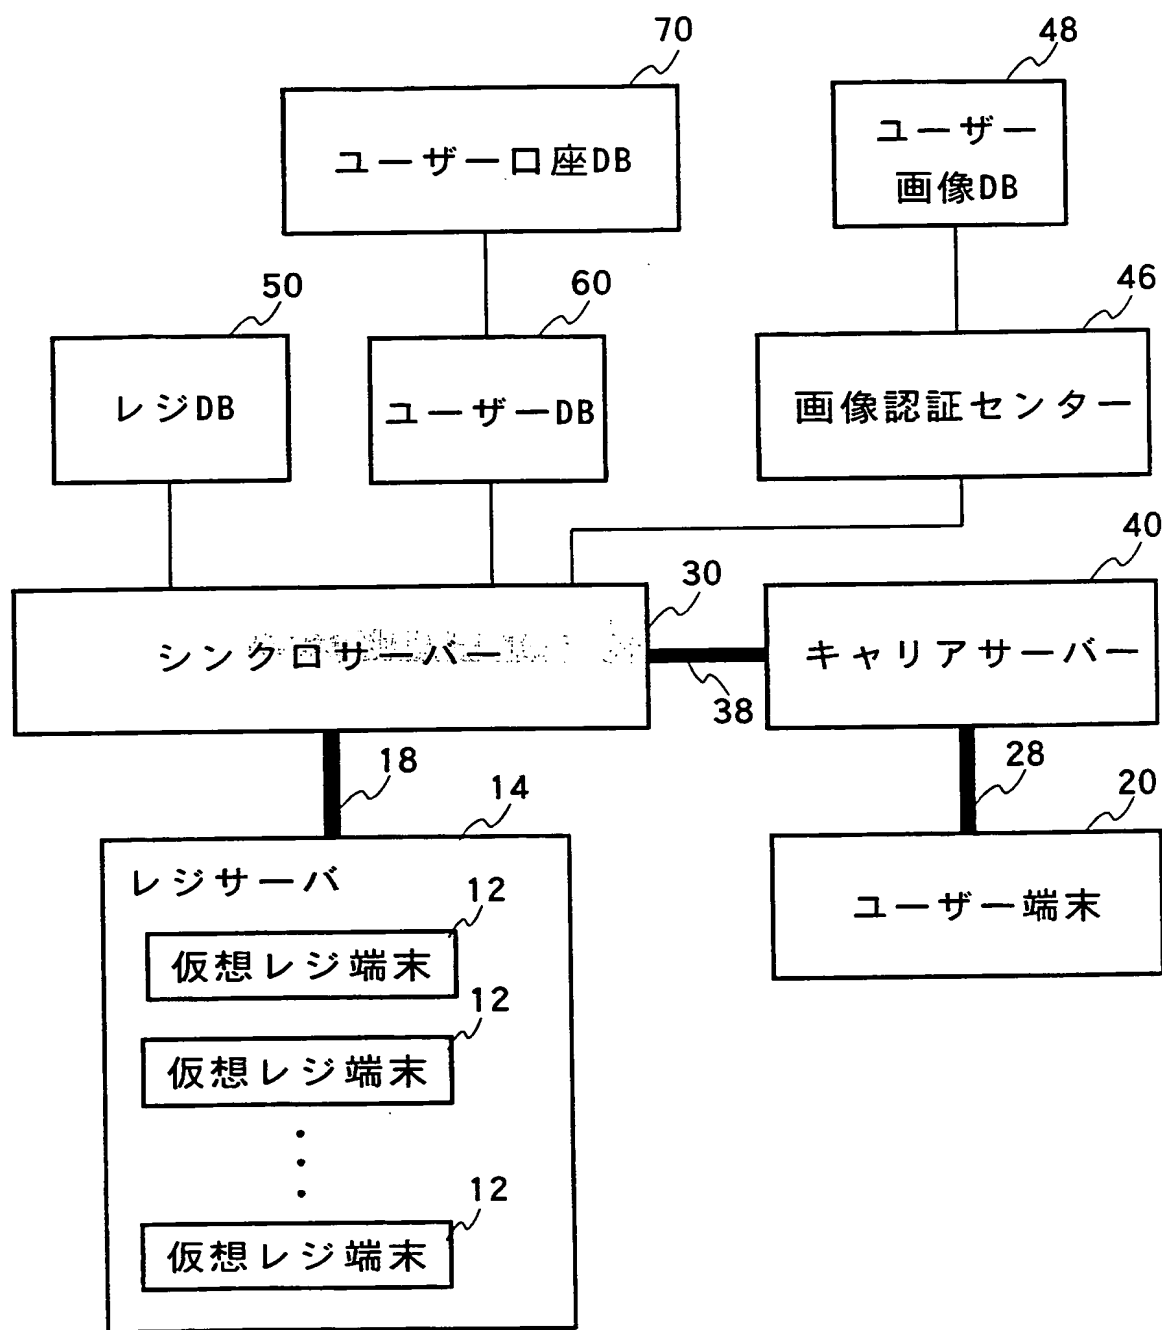 70
48
ユーザー口座DB
ユーザー
画像DB
50
60
46
レジDB
ユーザーDB
画像認証センター
30
40
シンクロサーバー
キャリアサーバー
38
18
28
14
20
レジサーバ
ユーザー端末
12
仮想レジ端末
12
仮想レジ端末
12
仮想レジ端末